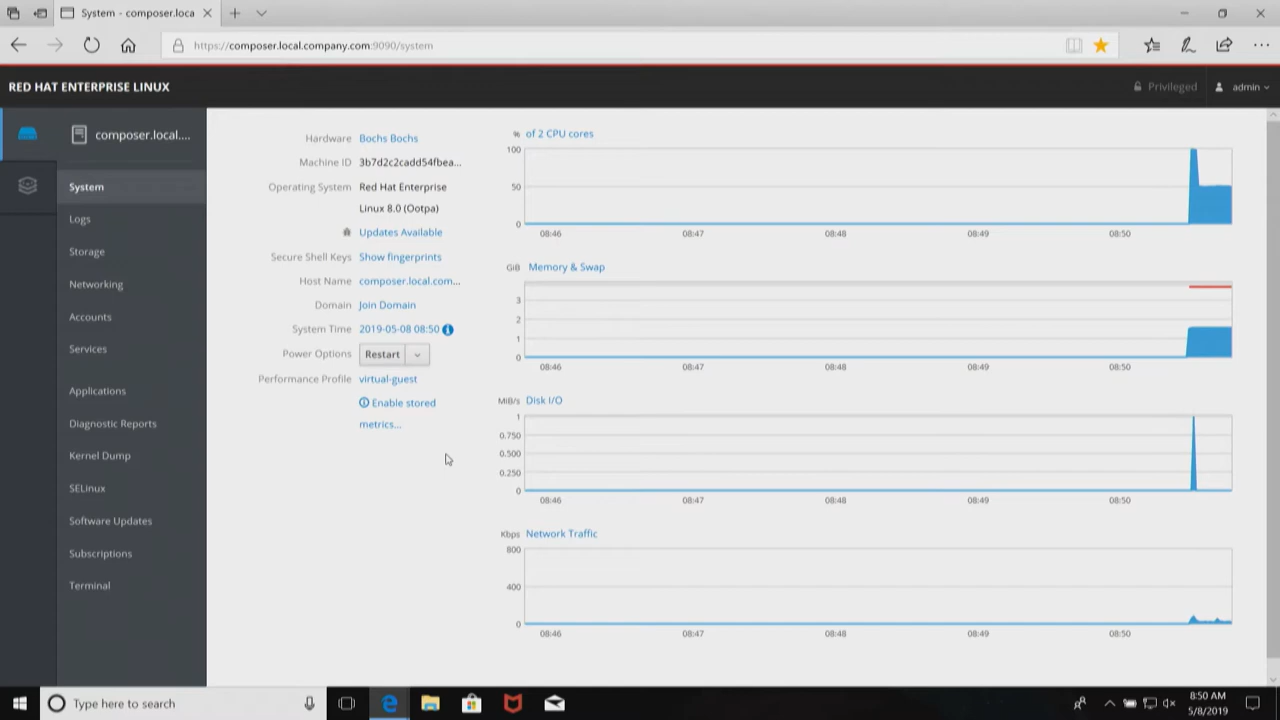 System - composer.loca
https://composer.local.company.com:9090/system
RED HAT ENTERPRISE LINUX
Privileged
admin
composer.local....
System
Logs
Storage
Networking
Accounts
Services
Applications
Diagnostic Reports
Kernel Dump
SELinux
Software Updates
Subscriptions
Terminal
Hardware Bochs Bochs
Machine ID 3b7d2c2cadd54fbea...
Operating System Red Hat Enterprise
Linux 8.0 (Ootpa)
Updates Available
Secure Shell Keys Show fingerprints
Host Name composer.local.com...
Domain Join Domain
System Time 2019-05-08 08:50
Power Options Restart
Performance Profile virtual-guest
Enable stored
metrics...
% of 2 CPU cores
100
50
0
08:46 08:47 08:48 08:49 08:50
GiB Memory & Swap
3
2
1
0
08:46 08:47 08:48 08:49 08:50
MiB/s Disk I/O
1
0.750
0.500
0.250
0
08:46 08:47 08:48 08:49 08:50
Kbps Network Traffic
800
400
0
08:46 08:47 08:48 08:49 08:50
Type here to search
8:50 AM
5/8/2019